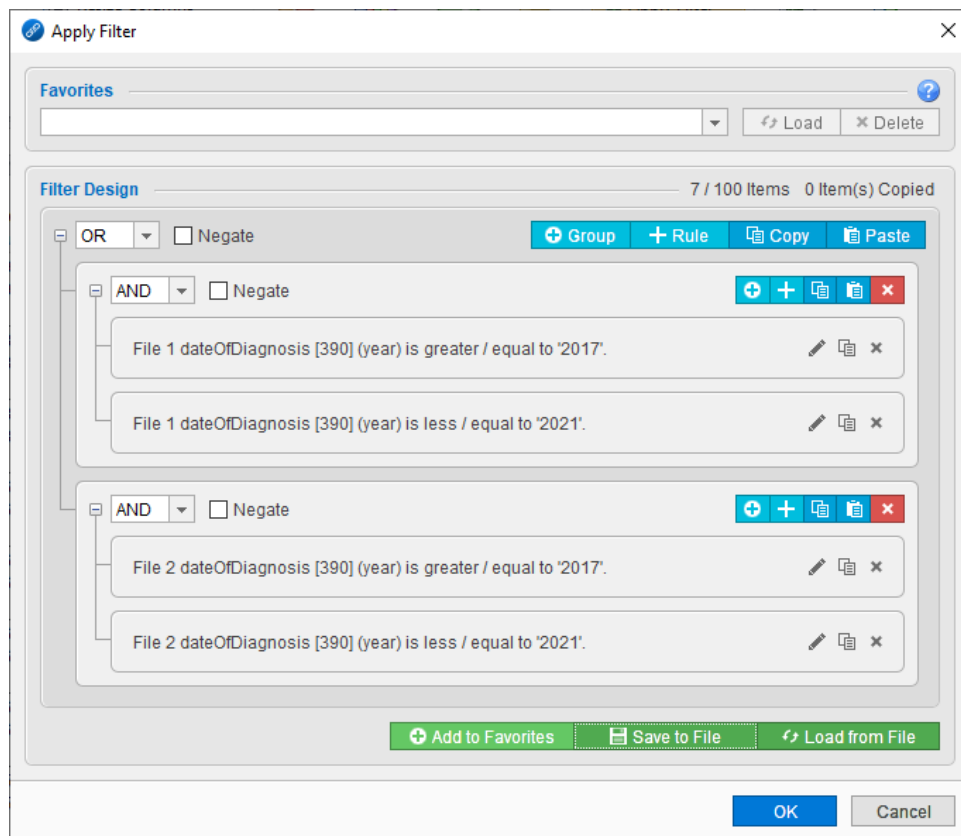 Apply Filter
Favorites
Load Delete
Filter Design 7 / 100 Items 0 Item(s) Copied
OR Negate Group Rule Copy Paste
AND Negate
File 1 dateOfDiagnosis [390] (year) is greater / equal to '2017'.
File 1 dateOfDiagnosis [390] (year) is less / equal to '2021'.
AND Negate
File 2 dateOfDiagnosis [390] (year) is greater / equal to '2017'.
File 2 dateOfDiagnosis [390] (year) is less / equal to '2021'.
Add to Favorites Save to File Load from File
OK Cancel